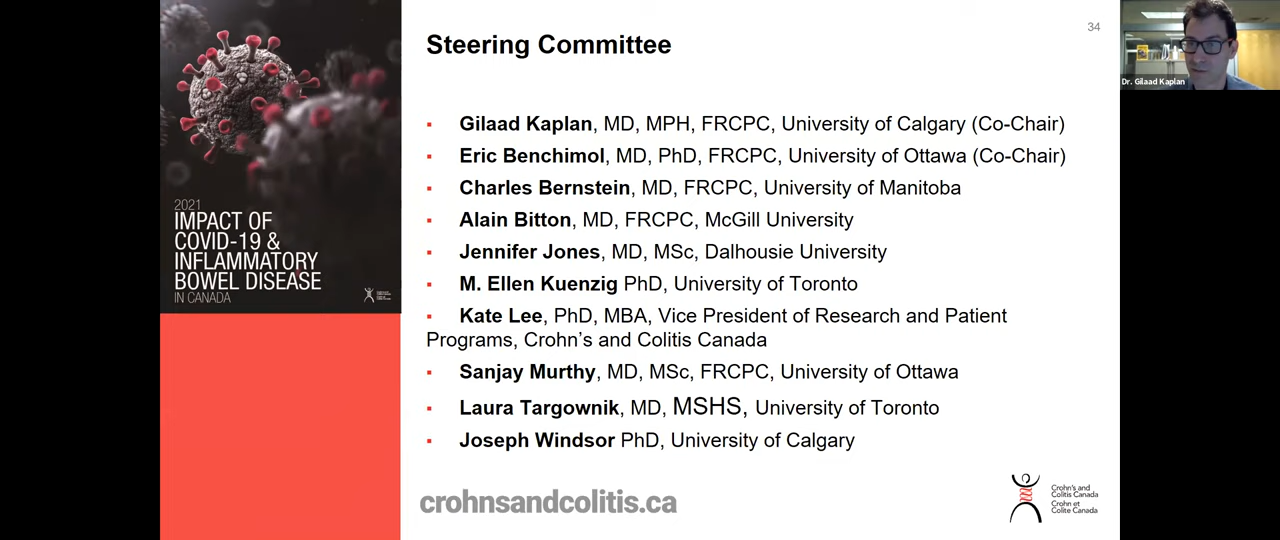 2021
IMPACT OF
COVID-19 &
INFLAMMATORY
BOWEL DISEASE
IN CANADA
34
Steering Committee
▪ Gilaad Kaplan, MD, MPH, FRCPC, University of Calgary (Co-Chair)
▪ Eric Benchimol, MD, PhD, FRCPC, University of Ottawa (Co-Chair)
▪ Charles Bernstein, MD, FRCPC, University of Manitoba
▪ Alain Bitton, MD, FRCPC, McGill University
▪ Jennifer Jones, MD, MSc, Dalhousie University
▪ M. Ellen Kuenzig PhD, University of Toronto
▪ Kate Lee, PhD, MBA, Vice President of Research and Patient
Programs, Crohn’s and Colitis Canada
▪ Sanjay Murthy, MD, MSc, FRCPC, University of Ottawa
▪ Laura Targownik, MD, MSHS, University of Toronto
▪ Joseph Windsor PhD, University of Calgary
crohnsandcolitis.ca
Crohn's and
Colitis Canada
Crohn et
Colite Canada
Dr. Gilaad Kaplan